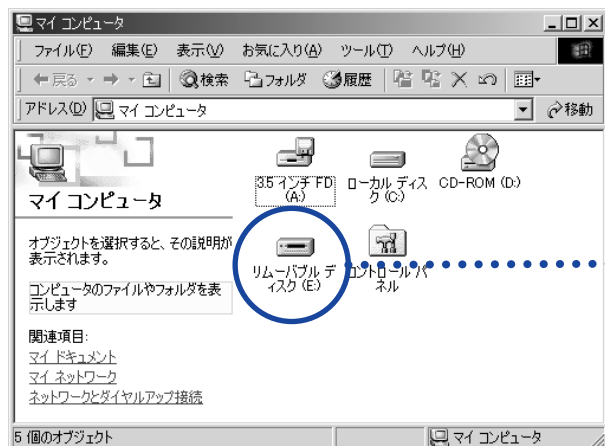 マイ コンピュータ
ファイル(F) 編集(E) 表示(V) お気に入り(A) ツール(T) ヘルプ(H)
戻る 検索 フォルダ 履歴
アドレス(D) マイ コンピュータ 移動
マイ コンピュータ
オブジェクトを選択すると、その説明が
表示されます。
コンピュータのファイルやフォルダを表
示します
関連項目:
マイ ドキュメント
マイ ネットワーク
ネットワークとダイヤルアップ接続
3.5 インチ FD
(A:)
ローカル ディス
ク (C:)
CD-ROM (D:)
リムーバブル デ
ィスク (E:)
コントロール パ
ネル
5 個のオブジェクト
マイ コンピュータ